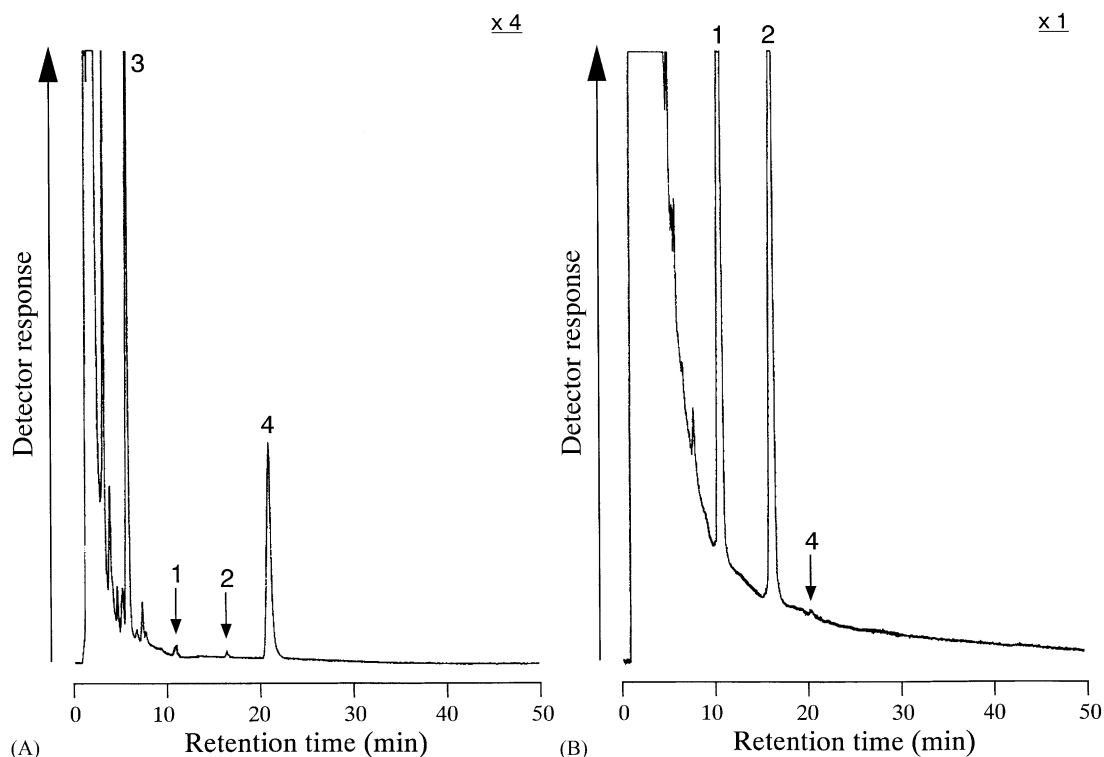 x 4
3
4
1
2
Detector response
0 10 20 30 40 50
Retention time (min)
(A)
x 1
1 2
4
Detector response
0 10 20 30 40 50
Retention time (min)
(B)